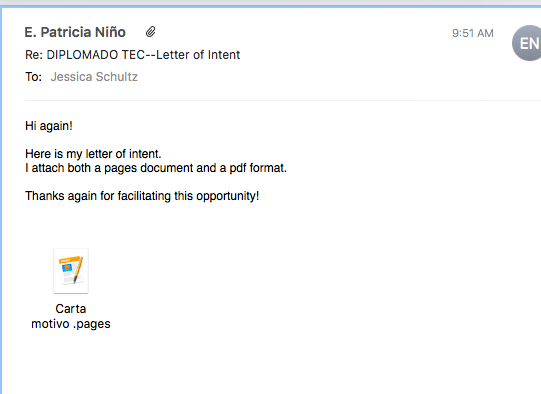 E. Patricia Niño
9:51 AM
EN
Re: DIPLOMADO TEC--Letter of Intent
To: Jessica Schultz
Hi again!
Here is my letter of intent.
I attach both a pages document and a pdf format.
Thanks again for facilitating this opportunity!
Carta
motivo .pages